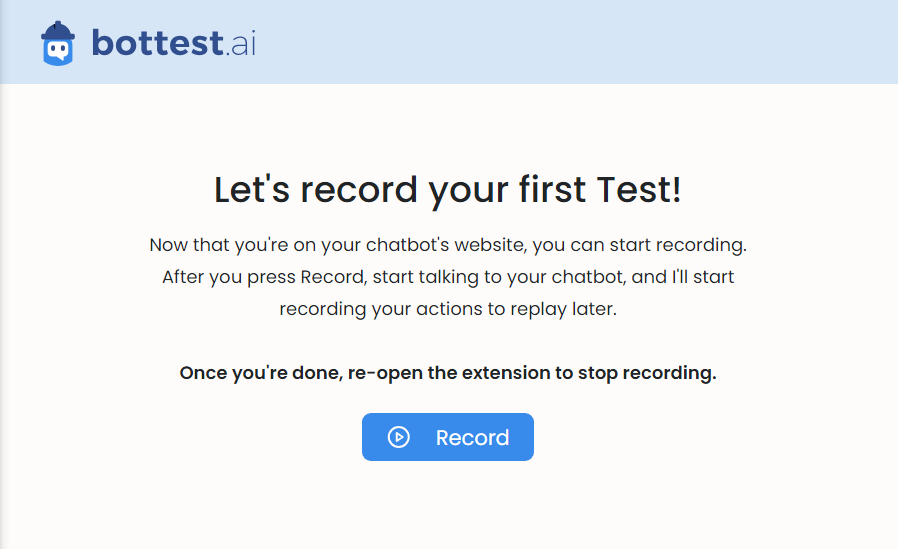 bottest.ai
Let's record your first Test!
Now that you're on your chatbot's website, you can start recording.
After you press Record, start talking to your chatbot, and I'll start
recording your actions to replay later.
Once you're done, re-open the extension to stop recording.
Record